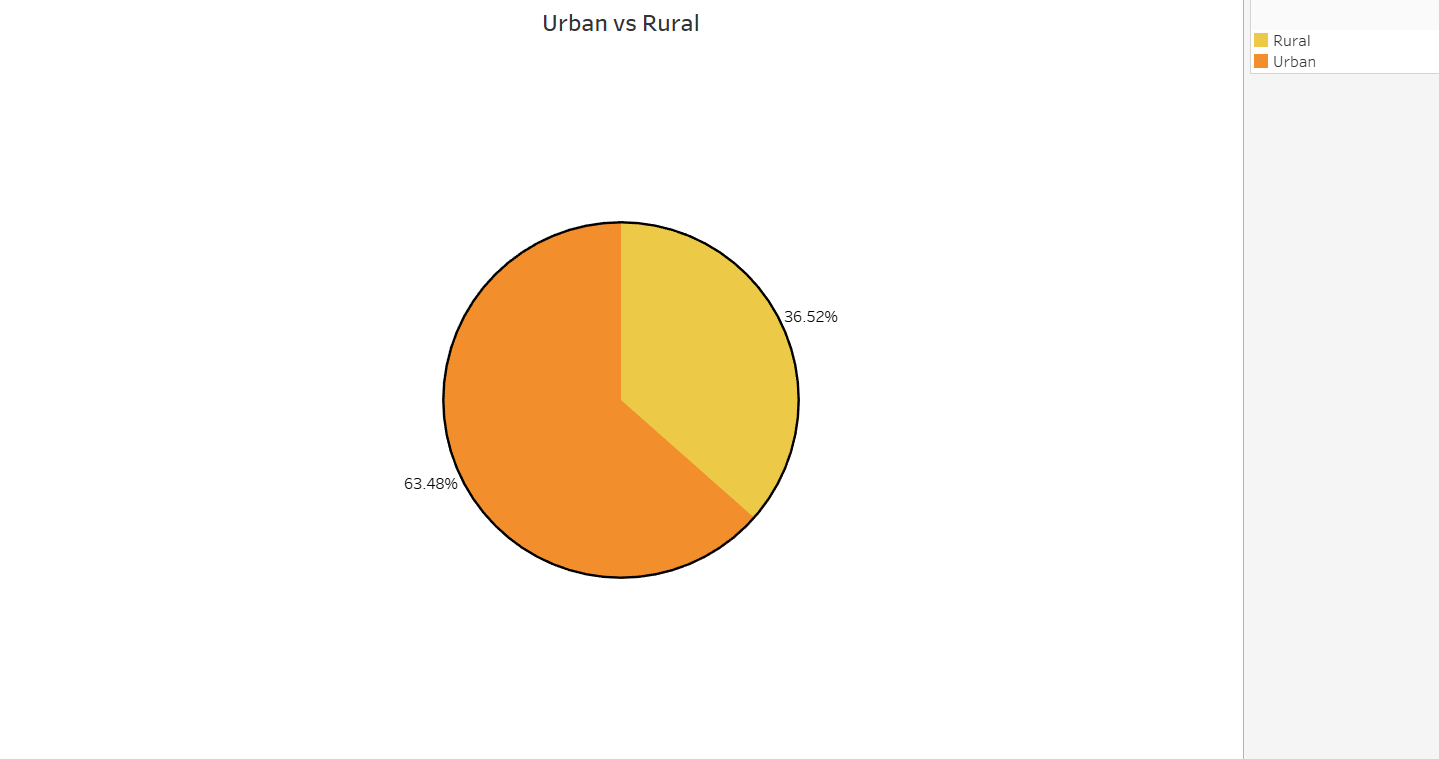 Urban vs Rural
Rural
Urban
36.52%
63.48%